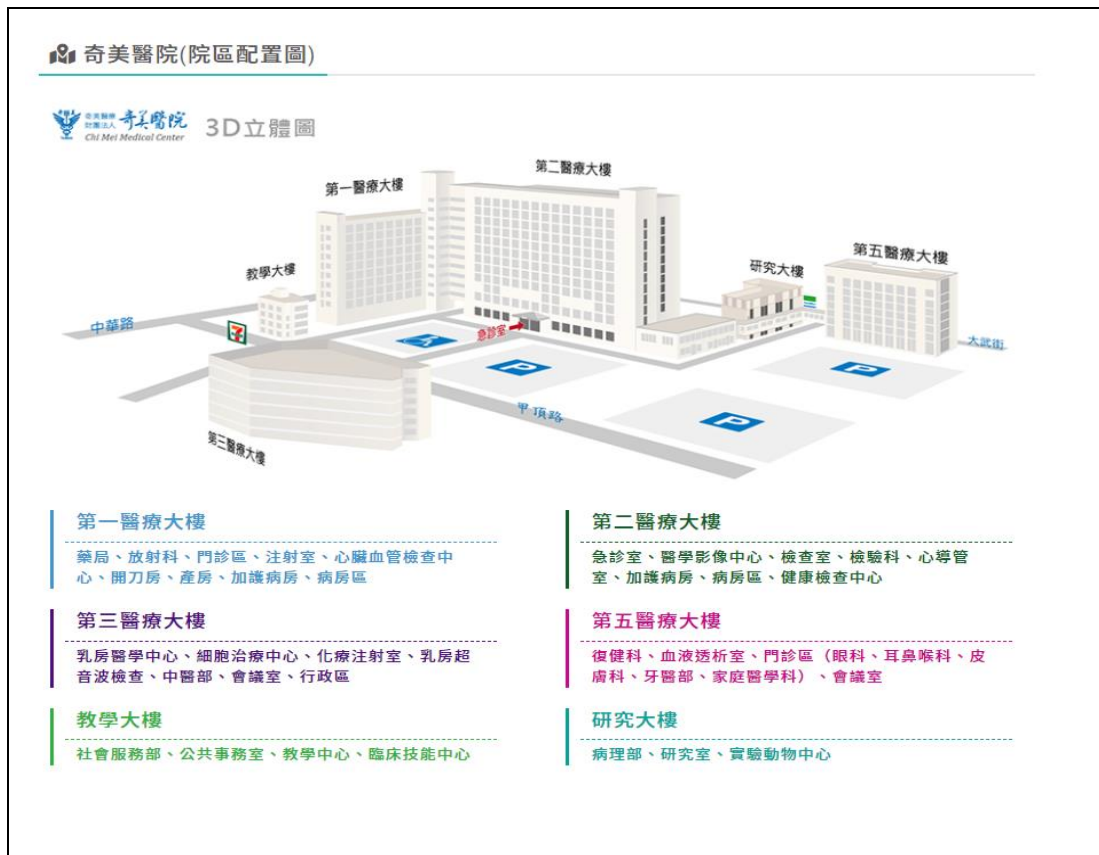 奇美醫院(院區配置圖)
奇美醫療
財團法人
奇美醫院
Chi Mei Medical Center
3D立體圖
第二醫療大樓
第一醫療大樓
第五醫療大樓
研究大樓
教學大樓
中華路
7
急診室
大武街
P
P
P
甲頂路
第三醫療大樓
第一醫療大樓
藥局、放射科、門診區、注射室、心臟血管檢查中
心、開刀房、產房、加護病房、病房區
第二醫療大樓
急診室、醫學影像中心、檢查室、檢驗科、心導管
室、加護病房、病房區、健康檢查中心
第三醫療大樓
乳房醫學中心、細胞治療中心、化療注射室、乳房超
音波檢查、中醫部、會議室、行政區
第五醫療大樓
復健科、血液透析室、門診區（眼科、耳鼻喉科、皮
膚科、牙醫部、家庭醫學科）、會議室
教學大樓
社會服務部、公共事務室、教學中心、臨床技能中心
研究大樓
病理部、研究室、實驗動物中心